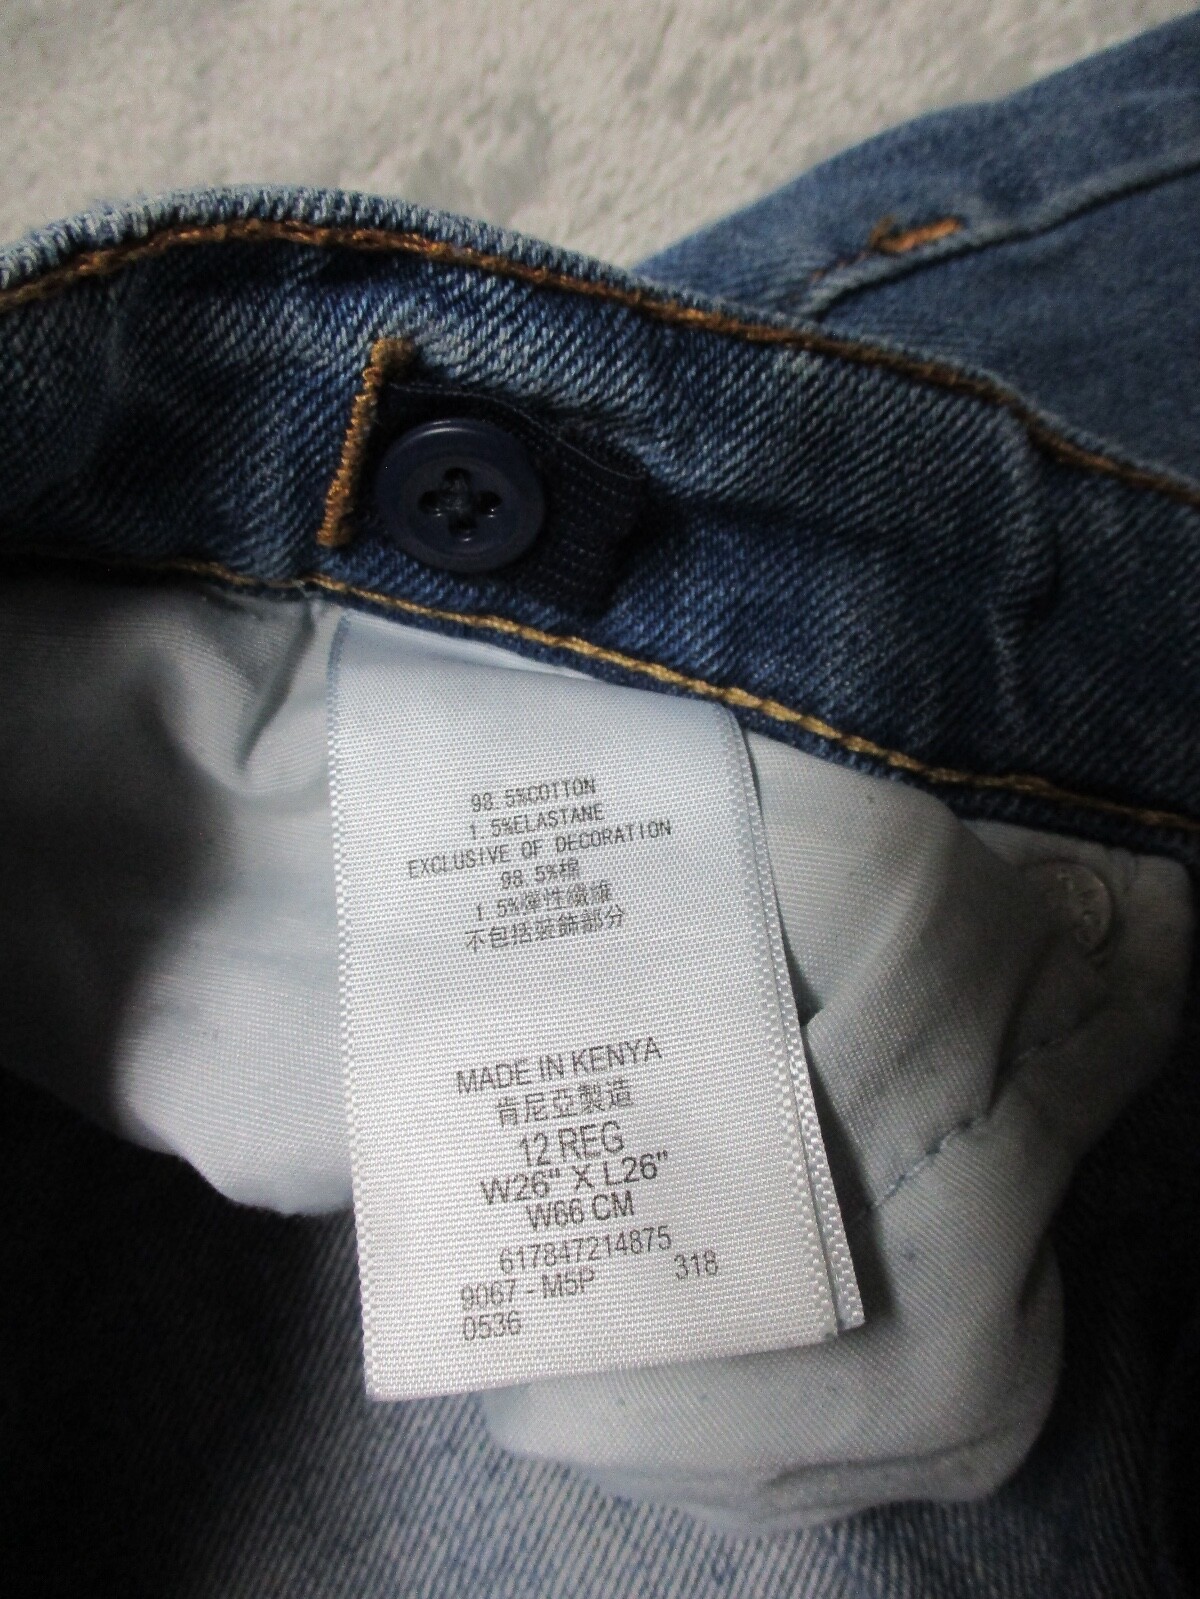 98.5%COTTON
1.5%ELASTANE
EXCLUSIVE OF DECORATION
98.5%棉
1.5%彈性纖維
不包括裝飾部分
MADE IN KENYA
肯尼亞製造
12 REG
W26" X L26"
W66 CM
617847214875
9067 - M5P 318
0536